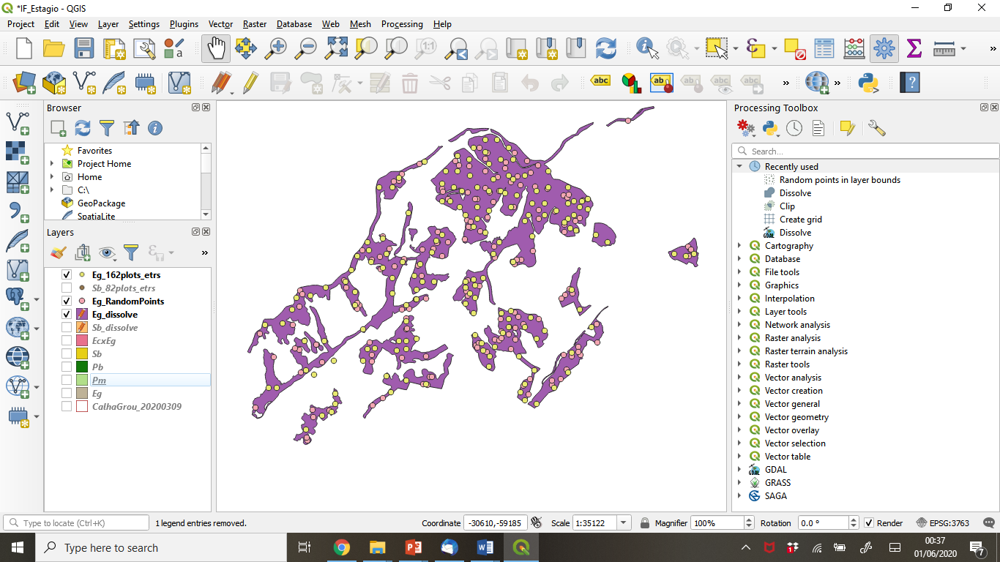 *IF_Estagio - QGIS
Project Edit View Layer Settings Plugins Vector Raster Database Web Mesh Processing Help
1:1
»
abc
ab
abc
abc
abc
»
»
?
Browser
Favorites
Project Home
Home
C:\
GeoPackage
SpatiaLite
Layers
ε
»
Eg_162plots_etrs
Sb_82plots_etrs
Eg_RandomPoints
Eg_dissolve
Sb_dissolve
EcxEg
Sb
Pb
Pm
Eg
CalhaGrou_20200309
Processing Toolbox
Search...
Recently used
Random points in layer bounds
Dissolve
Clip
Create grid
Dissolve
Cartography
Database
File tools
Graphics
Interpolation
Layer tools
Network analysis
Raster analysis
Raster terrain analysis
Raster tools
Vector analysis
Vector creation
Vector general
Vector geometry
Vector overlay
Vector selection
Vector table
GDAL
GRASS
SAGA
Type to locate (Ctrl+K)
1 legend entries removed.
Coordinate -30610,-59185
Scale 1:35122
Magnifier 100%
Rotation 0.0 °
Render
EPSG:3763
Type here to search
00:37
01/06/2020
7